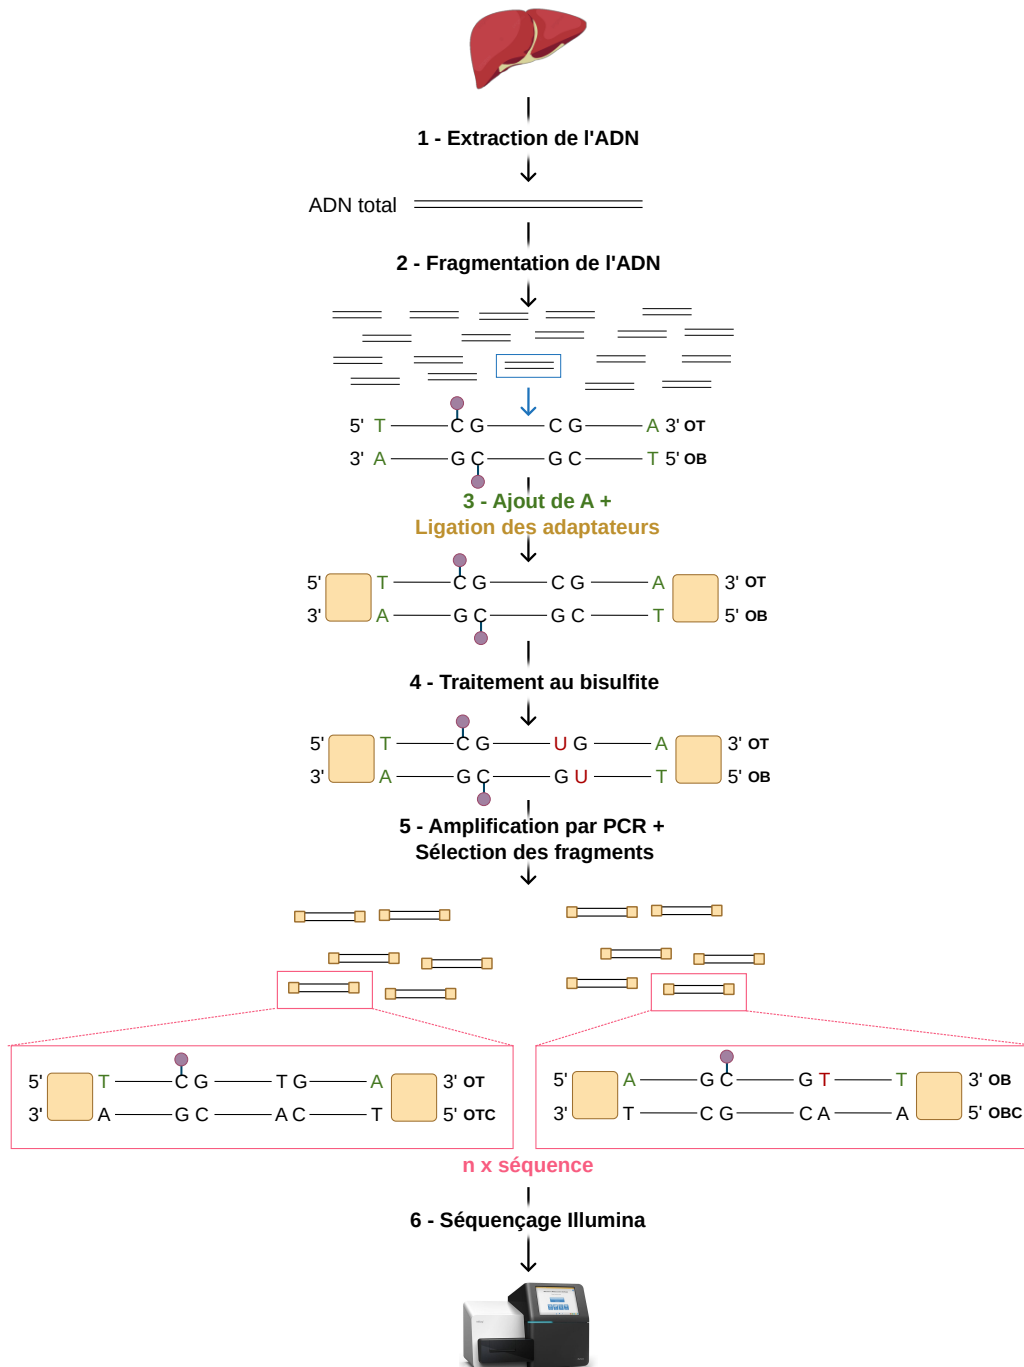 1 - Extraction de l'ADN
ADN total
2 - Fragmentation de l'ADN
5' T C G C G A 3' OT
3' A G C G C T 5' OB
3 - Ajout de A +
Ligation des adaptateurs
5' T C G C G A 3' OT
3' A G C G C T 5' OB
4 - Traitement au bisulfite
5' T C G U G A 3' OT
3' A G C G U T 5' OB
5 - Amplification par PCR +
Sélection des fragments
5' T C G T G A 3' OT
3' A G C A C T 5' OTC
5' A G C G T T 3' OB
3' T C G C A A 5' OBC
n x séquence
6 - Séquençage Illumina